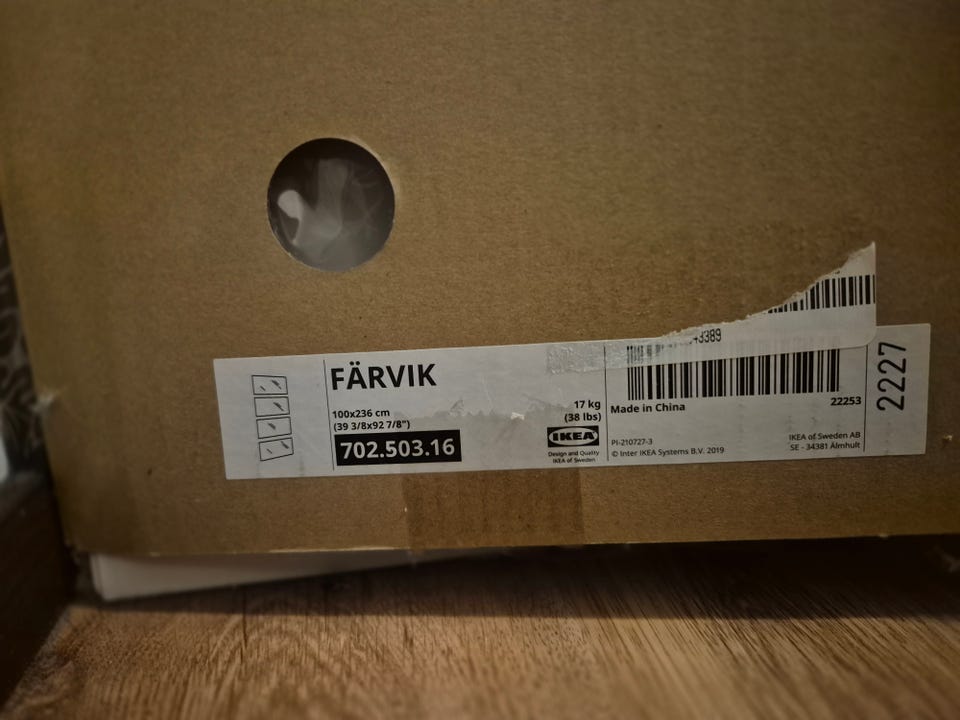 FÄRVIK
100x236 cm
(39 3/8x92 7/8")
702.503.16
17 kg
(38 lbs)
IKEA
Design and Quality
IKEA of Sweden
3389
Made in China
22253
PI-210727-3
© Inter IKEA Systems B.V. 2019
IKEA of Sweden AB
SE - 34381 Älmhult
2227